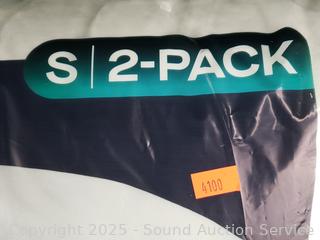 S | 2-PACK
4100
Copyright 2025 - Sound Auction Service